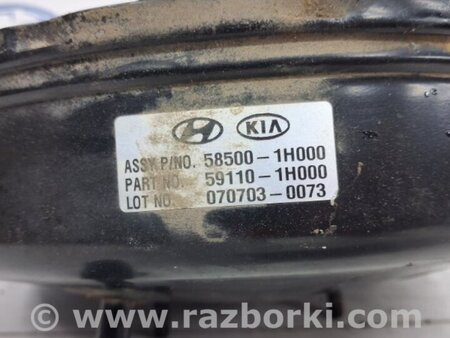 KIA
ASSY P/NO. 58500-1H000
PART NO. 59110-1H000
LOT NO. 070703-0073
© www.razborki.com